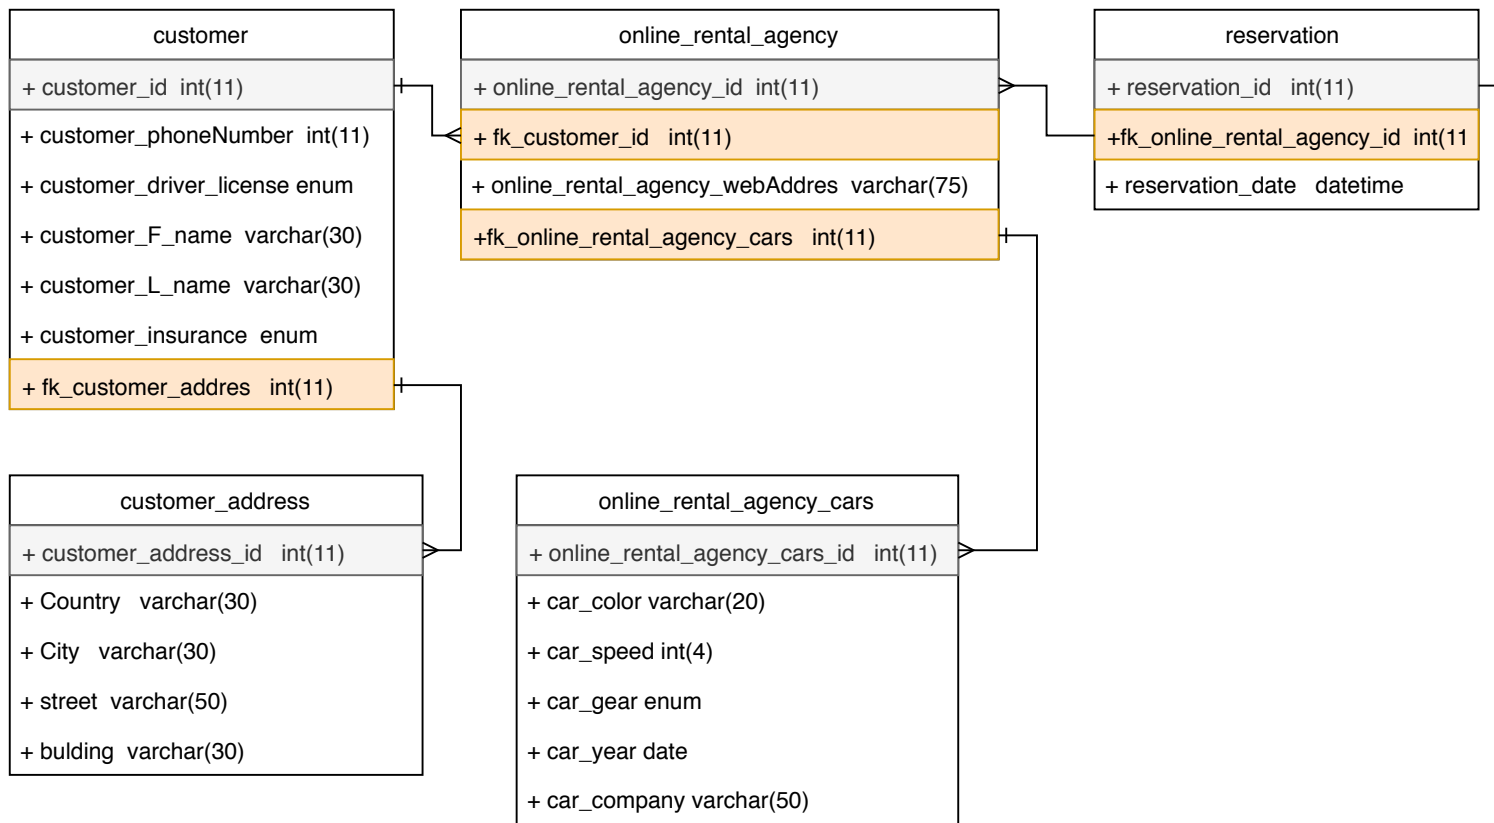 customer
+ customer_id int(11)
+ customer_phoneNumber int(11)
+ customer_driver_license enum
+ customer_F_name varchar(30)
+ customer_L_name varchar(30)
+ customer_insurance enum
+ fk_customer_addres int(11)
online_rental_agency
+ online_rental_agency_id int(11)
+ fk_customer_id int(11)
+ online_rental_agency_webAddres varchar(75)
+fk_online_rental_agency_cars int(11)
reservation
+ reservation_id int(11)
+fk_online_rental_agency_id int(11
+ reservation_date datetime
customer_address
+ customer_address_id int(11)
+ Country varchar(30)
+ City varchar(30)
+ street varchar(50)
+ bulding varchar(30)
online_rental_agency_cars
+ online_rental_agency_cars_id int(11)
+ car_color varchar(20)
+ car_speed int(4)
+ car_gear enum
+ car_year date
+ car_company varchar(50)